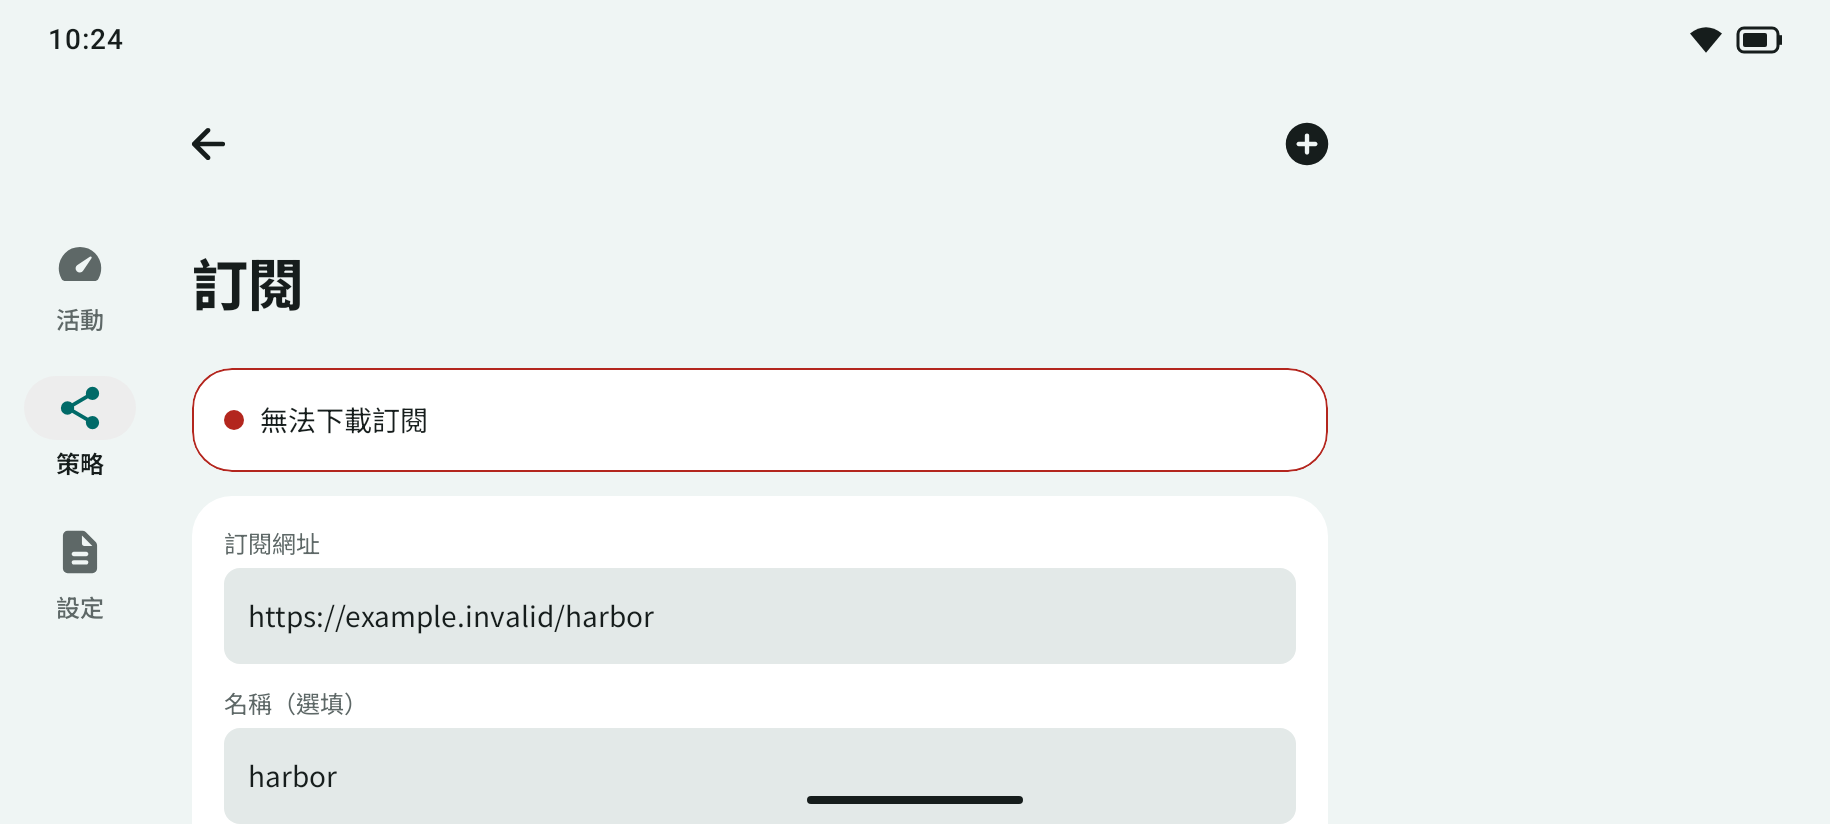 10:24
訂閱
活動
策略
設定
無法下載訂閱
訂閱網址
https://example.invalid/harbor
名稱（選填）
harbor